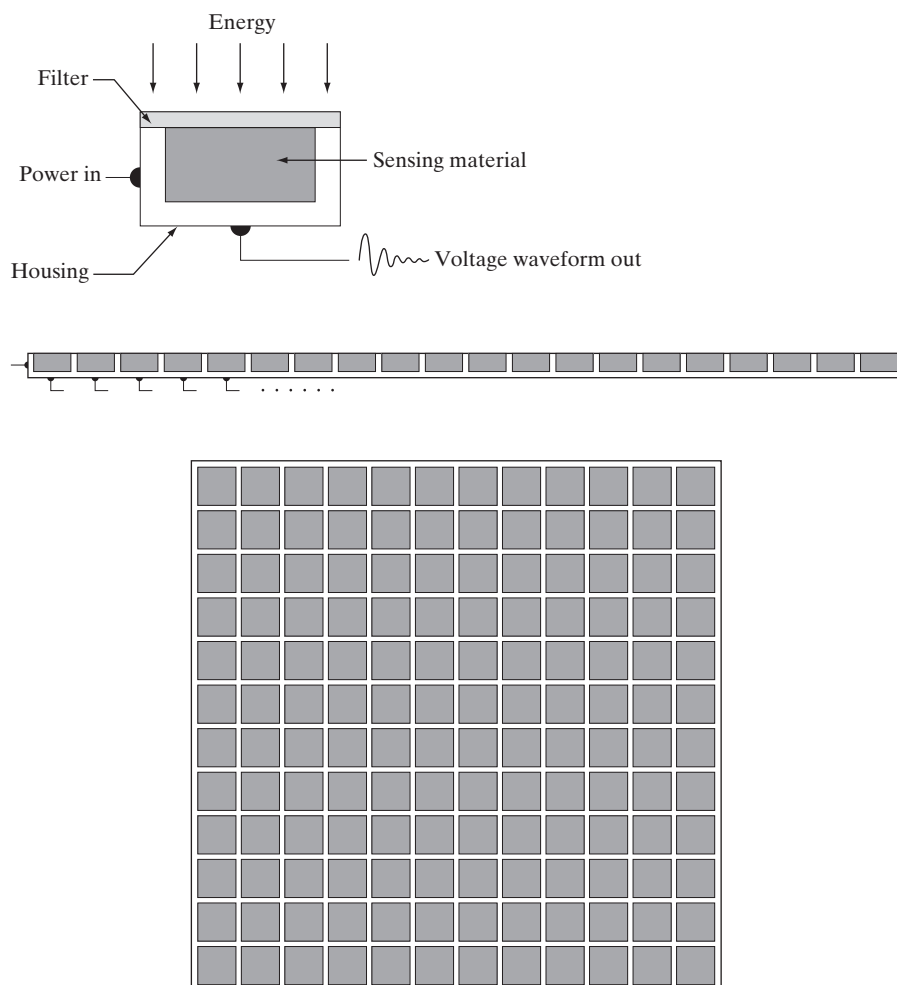 Energy
Filter
Sensing material
Power in
Housing
Voltage waveform out